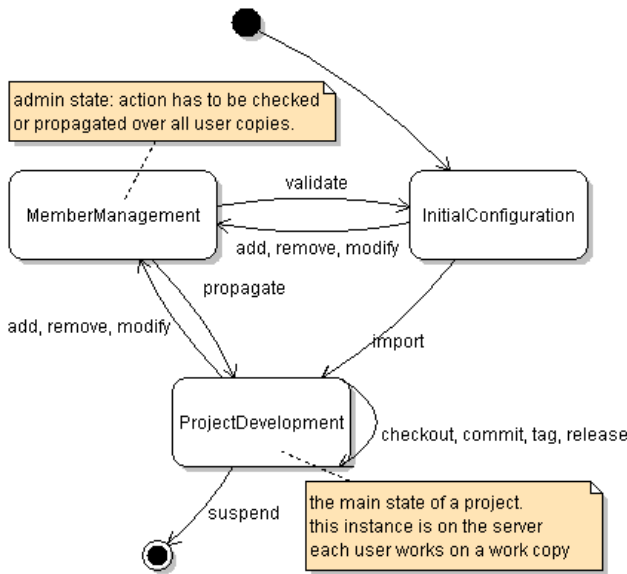 admin state: action has to be checked
or propagated over all user copies.
validate
MemberManagement
InitialConfiguration
add, remove, modify
propagate
add, remove, modify
import
ProjectDevelopment
checkout, commit, tag, release
suspend
the main state of a project.
this instance is on the server
each user works on a work copy